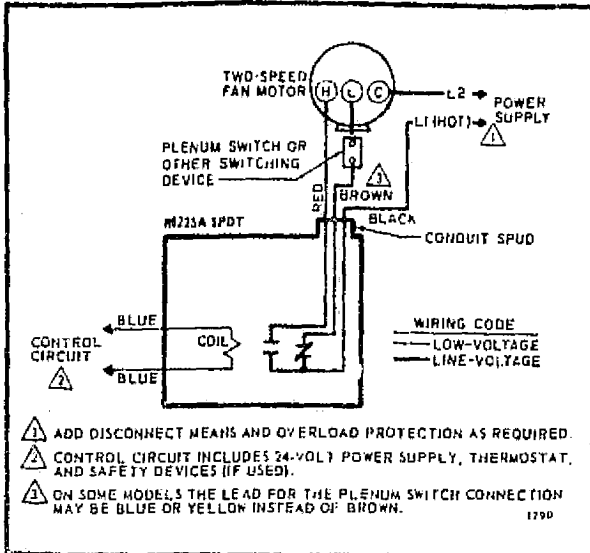 TWO-SPEED
FAN MOTOR
H L C
L2
POWER
SUPPLY
L1(HOT)
1
PLENUM SWITCH OR
OTHER SWITCHING
DEVICE
3
RED
BROWN
BLACK
SPDT
CONDUIT SPUD
BLUE
COIL
CONTROL
CIRCUIT
2
BLUE
WIRING CODE
LOW-VOLTAGE
LINE-VOLTAGE
1 ADD DISCONNECT MEANS AND OVERLOAD PROTECTION AS REQUIRED.
2 CONTROL CIRCUIT INCLUDES 24-VOLT POWER SUPPLY, THERMOSTAT,
AND SAFETY DEVICES (IF USED).
3 ON SOME MODELS THE LEAD FOR THE PLENUM SWITCH CONNECTION
MAY BE BLUE OR YELLOW INSTEAD OF BROWN.